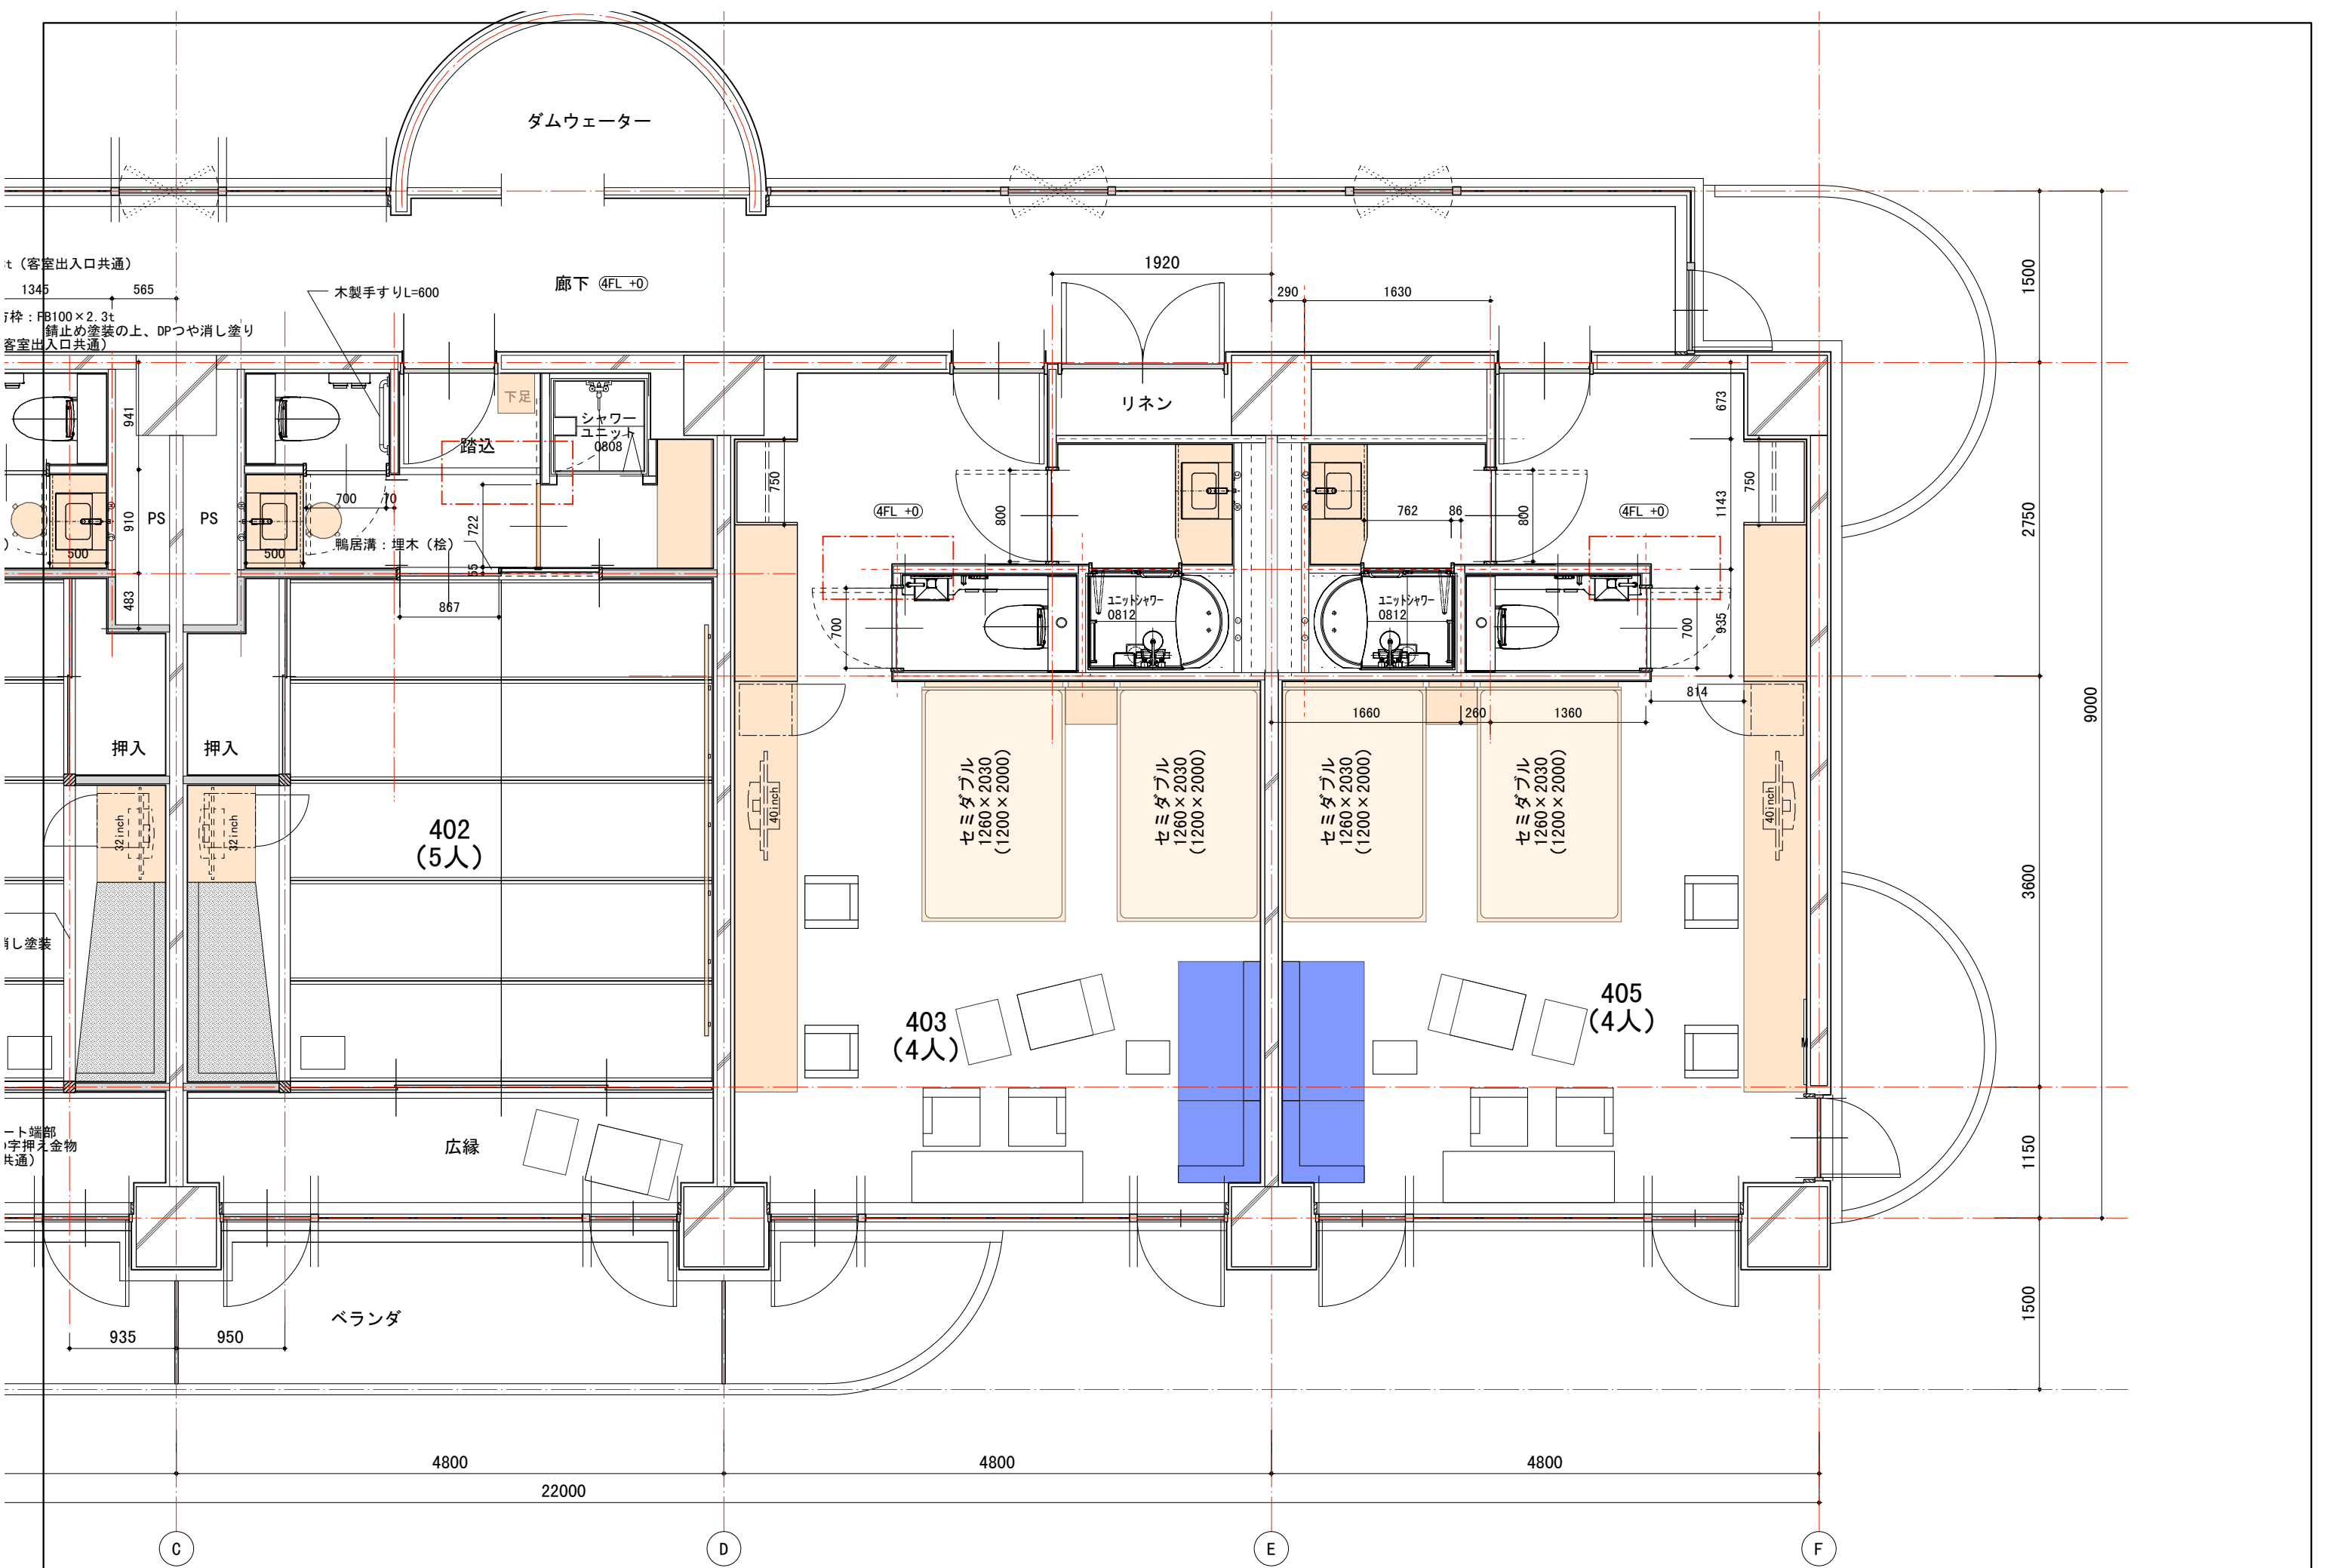 ダムウェーター
t（客室出入口共通）
1345
565
木製手すりL=600
廊下
4FL +0
方枠：FB100×2.3t
錆止め塗装の上、DPつや消し塗り
客室出入口共通）
1920
290
1630
1500
下足
シャワー
ユニット
0808
踏込
リネン
941
673
750
750
700
70
PS
PS
910
722
4FL +0
800
762
86
800
1143
4FL +0
2750
500
500
鴨居溝：埋木（桧）
55
483
867
700
ユニットシャワー
0812
ユニットシャワー
0812
700
935
814
1660
260
1360
9000
押入
押入
32inch
32inch
402
（5人）
40inch
セミダブル
1260×2030
(1200×2000)
セミダブル
1260×2030
(1200×2000)
セミダブル
1260×2030
(1200×2000)
セミダブル
1260×2030
(1200×2000)
40inch
3600
消し塗装
403
（4人）
405
（4人）
ート端部
字押え金物
共通）
広縁
1150
ベランダ
935
950
1500
4800
4800
4800
22000
C
D
E
F